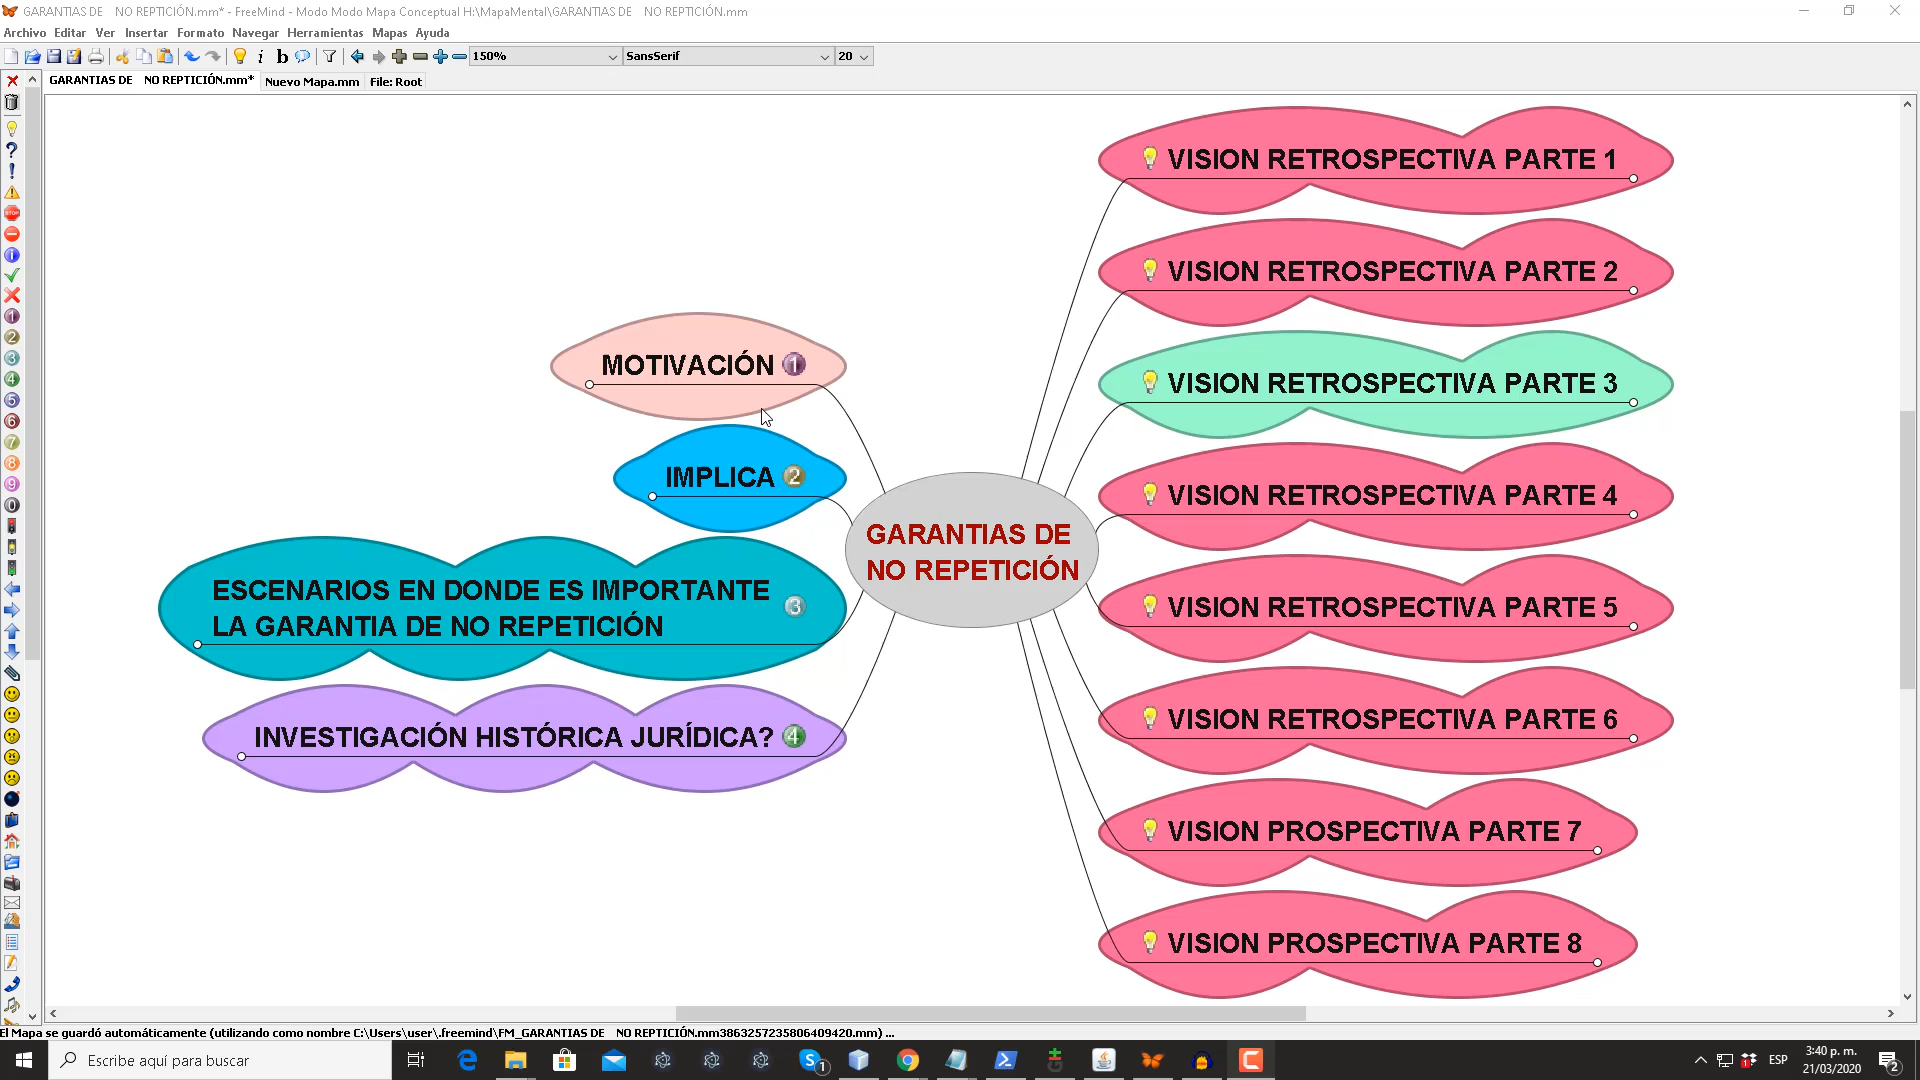 GARANTIAS DE    NO REPTICIÓN.mm* - FreeMind - Modo Modo Mapa Conceptual H:\MapaMental\GARANTIAS DE    NO REPTICIÓN.mm
Archivo Editar Ver Insertar Formato Navegar Herramientas Mapas Ayuda
150% SansSerif 20
GARANTIAS DE    NO REPTICIÓN.mm* Nuevo Mapa.mm File: Root
MOTIVACIÓN 1
IMPLICA 2
ESCENARIOS EN DONDE ES IMPORTANTE
LA GARANTIA DE NO REPETICIÓN 3
INVESTIGACIÓN HISTÓRICA JURÍDICA? 4
GARANTIAS DE
NO REPETICIÓN
VISION RETROSPECTIVA PARTE 1
VISION RETROSPECTIVA PARTE 2
VISION RETROSPECTIVA PARTE 3
VISION RETROSPECTIVA PARTE 4
VISION RETROSPECTIVA PARTE 5
VISION RETROSPECTIVA PARTE 6
VISION PROSPECTIVA PARTE 7
VISION PROSPECTIVA PARTE 8
El Mapa se guardó automáticamente (utilizando como nombre C:\Users\user\.freemind\FM_GARANTIAS DE    NO REPTICIÓN.mm3863257235806409420.mm) ...
Escribe aquí para buscar
ESP
3:40 p. m.
21/03/2020
2